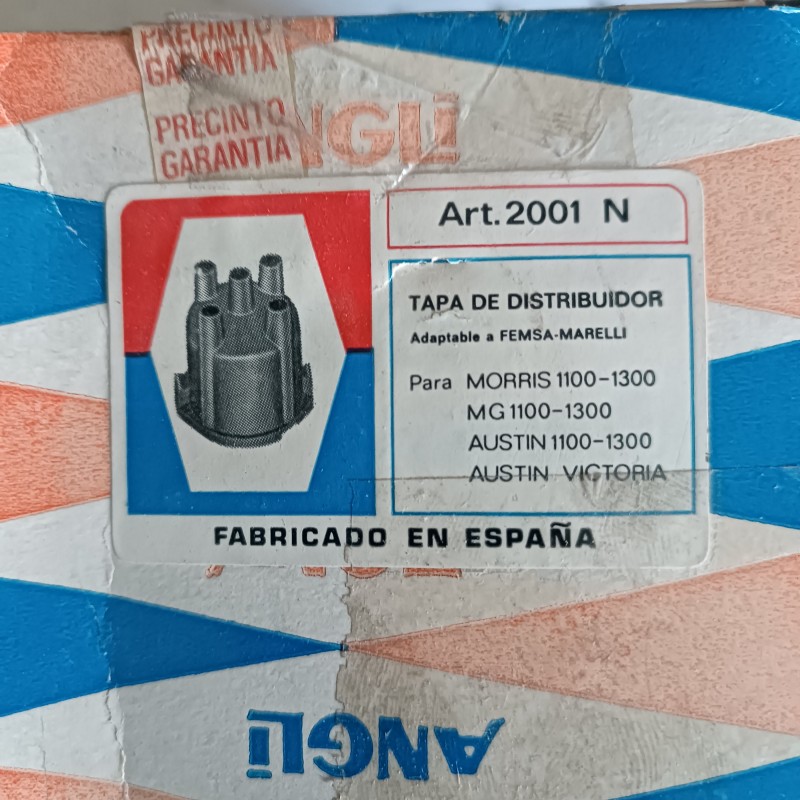 PRECINTO
GARANTIA
PRECINTO
GARANTIA
ANGLI
Art. 2001 N
TAPA DE DISTRIBUIDOR
Adaptable a FEMSA-MARELLI
Para MORRIS 1100-1300
MG 1100-1300
AUSTIN 1100-1300
AUSTIN VICTORIA
FABRICADO EN ESPAÑA
ANGLI